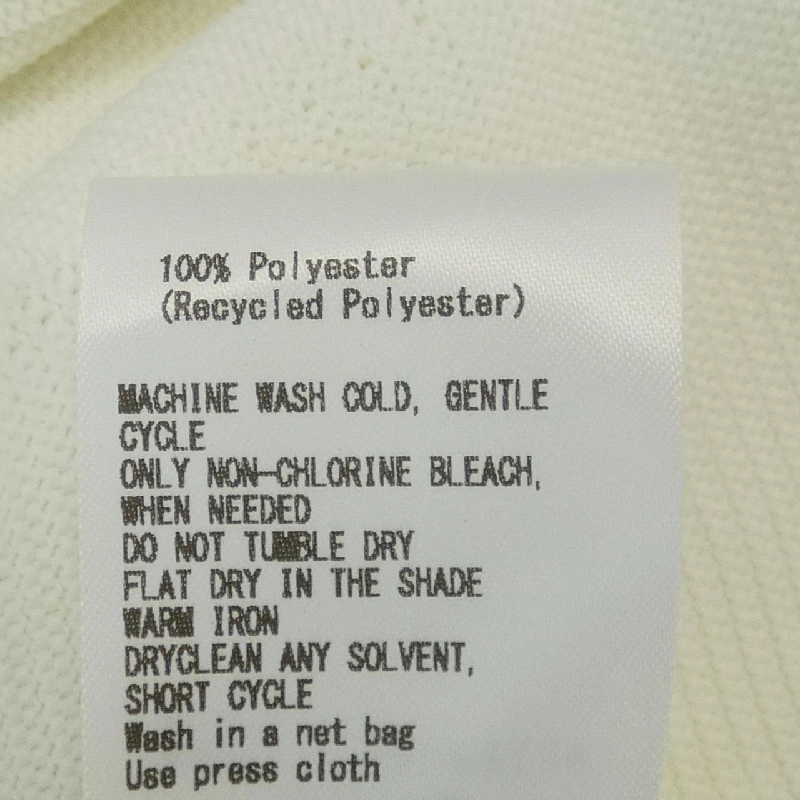 100% Polyester
(Recycled Polyester)
MACHINE WASH COLD, GENTLE
CYCLE
ONLY NON-CHLORINE BLEACH,
WHEN NEEDED
DO NOT TUMBLE DRY
FLAT DRY IN THE SHADE
WARM IRON
DRYCLEAN ANY SOLVENT,
SHORT CYCLE
Wash in a net bag
Use press cloth